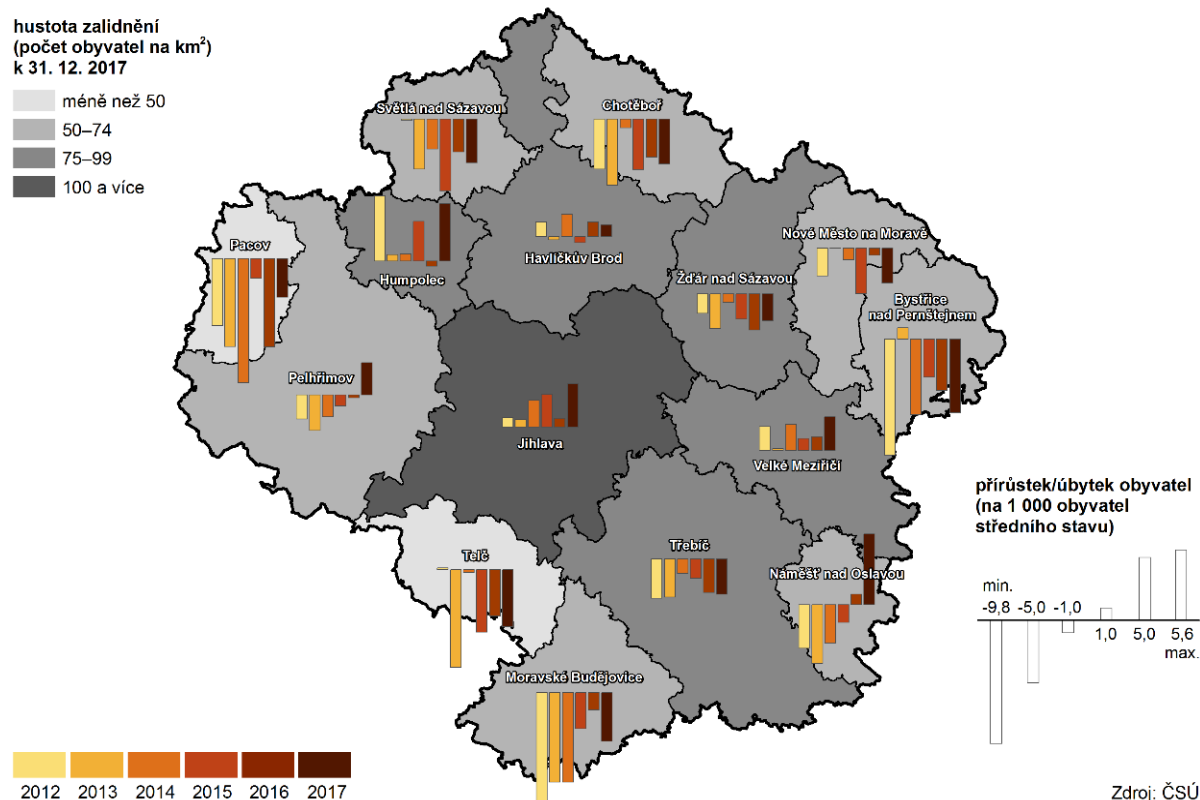 hustota zalidnění
(počet obyvatel na km²)
k 31. 12. 2017
méně než 50
50–74
75–99
100 a více
Světlá nad Sázavou
Chotěboř
Pacov
Humpolec
Havlíčkův Brod
Žďár nad Sázavou
Nové Město na Moravě
Bystřice
nad Pernštejnem
Pelhřimov
Jihlava
Velké Meziříčí
Telč
Třebíč
Náměšť nad Oslavou
Moravské Budějovice
přírůstek/úbytek obyvatel
(na 1 000 obyvatel
středního stavu)
min.
-9,8 -5,0 -1,0
1,0 5,0 5,6
max.
2012 2013 2014 2015 2016 2017
Zdroj: ČSÚ